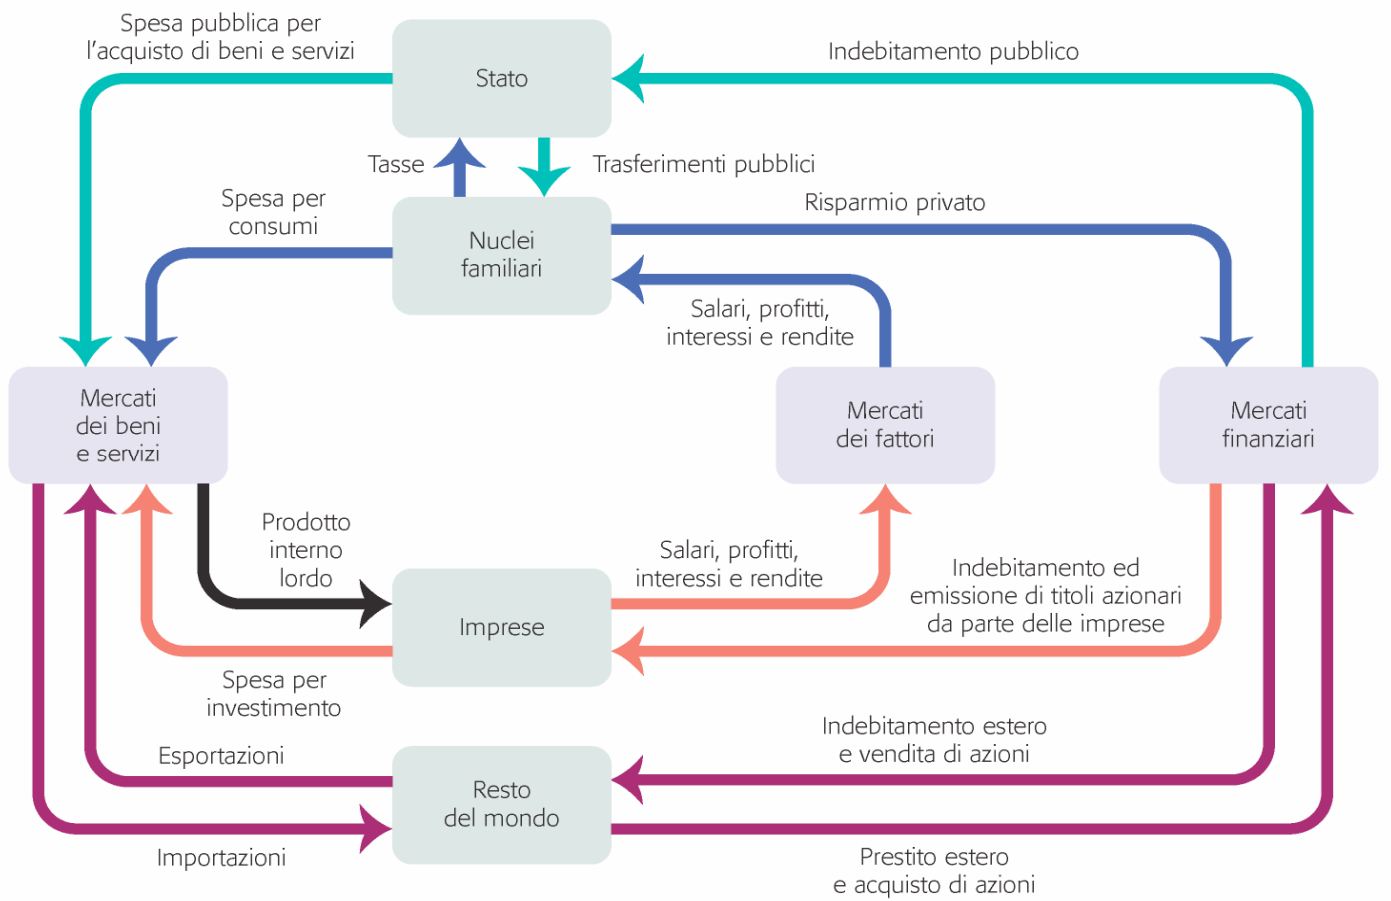 Spesa pubblica per
l'acquisto di beni e servizi
Stato
Indebitamento pubblico
Tasse
Trasferimenti pubblici
Spesa per
consumi
Nuclei
familiari
Risparmio privato
Salari, profitti,
interessi e rendite
Mercati
dei beni
e servizi
Mercati
dei fattori
Mercati
finanziari
Prodotto
interno
lordo
Salari, profitti,
interessi e rendite
Indebitamento ed
emissione di titoli azionari
da parte delle imprese
Imprese
Spesa per
investimento
Esportazioni
Indebitamento estero
e vendita di azioni
Resto
del mondo
Importazioni
Prestito estero
e acquisto di azioni